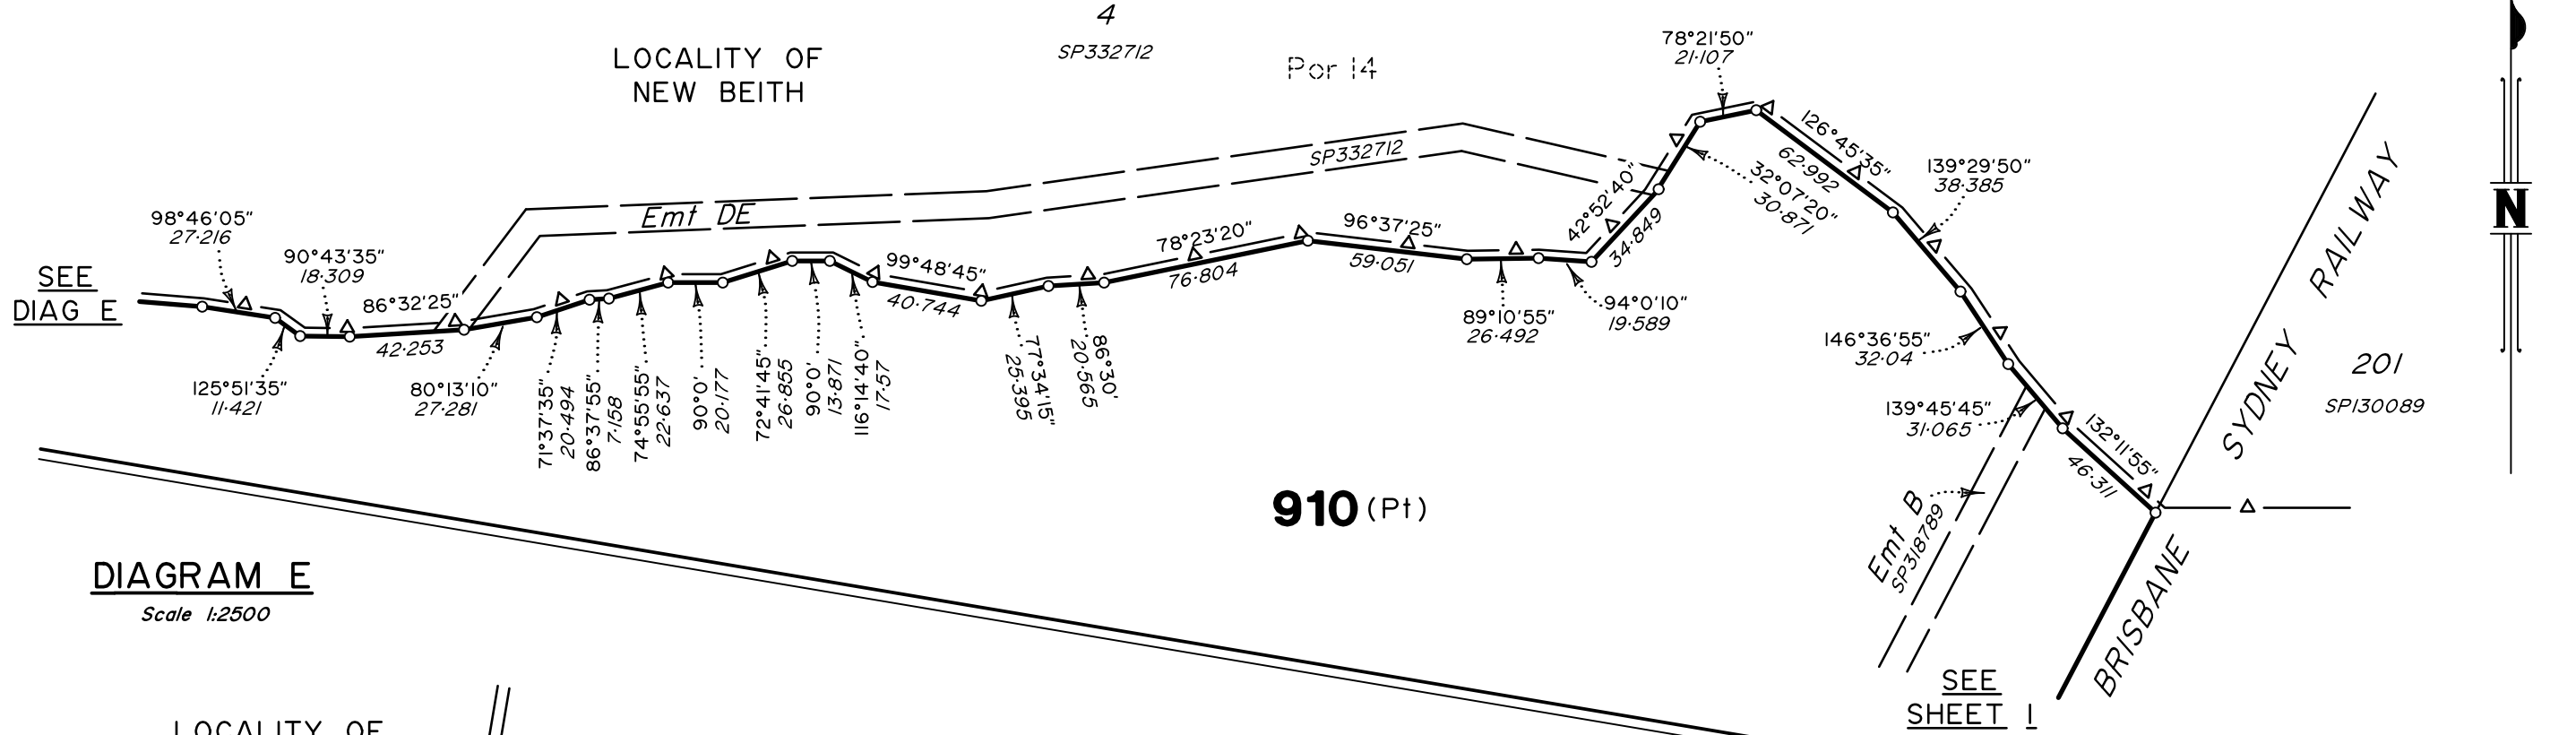 4
SP332712
LOCALITY OF
NEW BEITH
Por 14
78°21'50"
21·107
126°45'35"
62·992
139°29'50"
38·385
32°07'20"
30·871
42°52'40"
34·849
SP332712
Emt DE
98°46'05"
27·216
90°43'35"
18·309
86°32'25"
42·253
SEE
DIAG E
99°48'45"
40·744
78°23'20"
76·804
96°37'25"
59·051
89°10'55"
26·492
94°0'10"
19·589
125°51'35"
11·421
80°13'10"
27·281
71°37'35"
20·494
86°37'55"
7·158
74°55'55"
22·637
90°0'
20·177
72°41'45"
26·855
90°0'
13·871
116°14'40"
17·57
77°34'15"
25·395
86°30'
20·565
146°36'55"
32·04
139°45'45"
31·065
132°11'55"
46·311
BRISBANE SYDNEY RAILWAY
201
SP130089
N
910 (Pt)
Emt B
SP318789
DIAGRAM E
Scale 1:2500
SEE
SHEET 1
LOCALITY OF